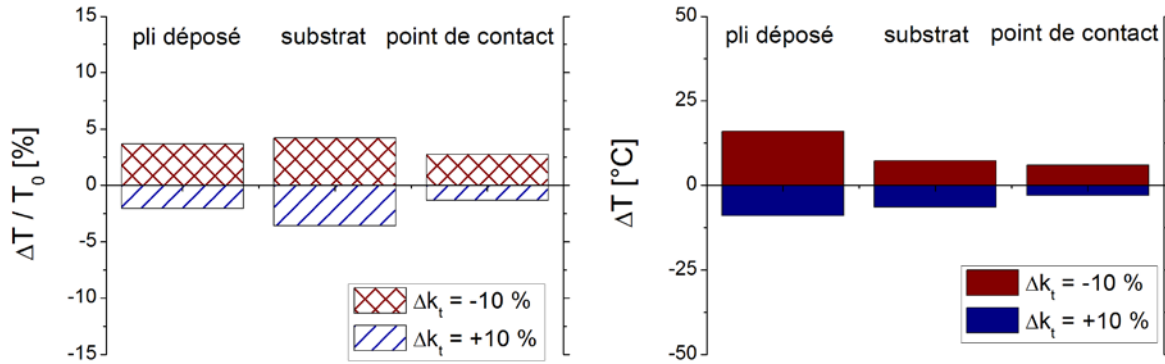 pli déposé substrat point de contact
15
10
5
0
-5
-10
-15
ΔT / T0 [%]
Δkt = -10 %
Δkt = +10 %
pli déposé substrat point de contact
50
25
0
-25
-50
ΔT [°C]
Δkt = -10 %
Δkt = +10 %